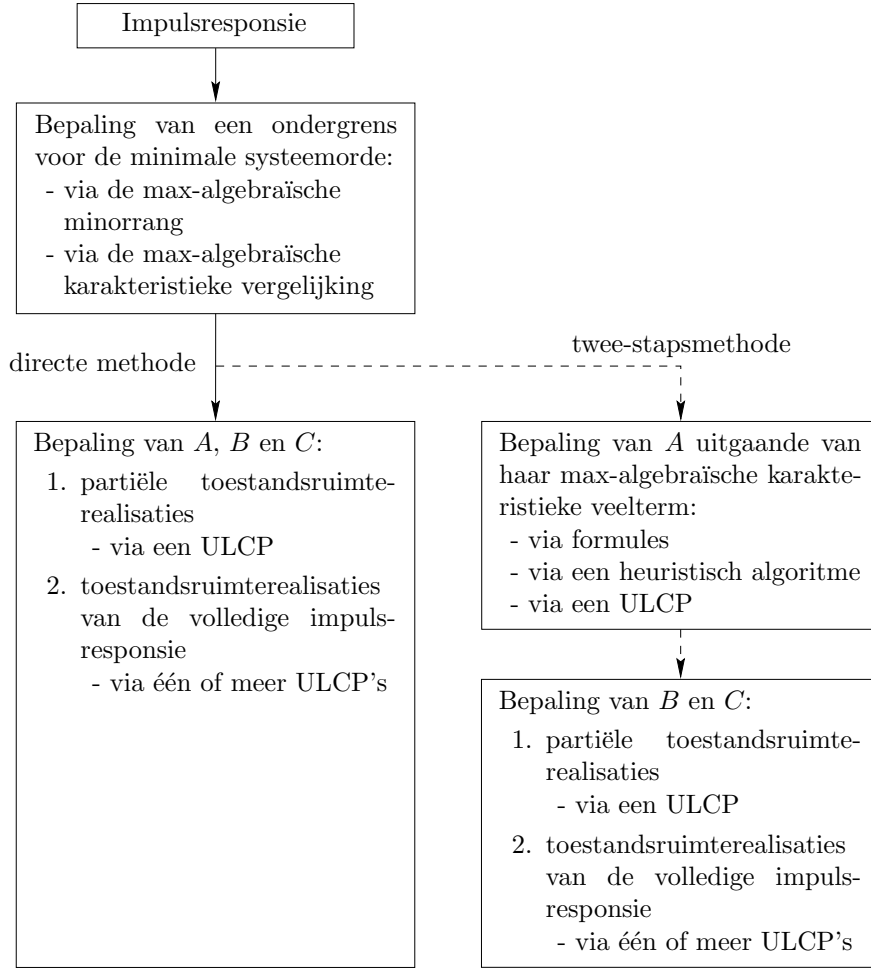 Impulsresponsie
Bepaling van een ondergrens
voor de minimale systeemorde:
- via de max-algebraïsche
minorrang
- via de max-algebraïsche
karakteristieke vergelijking
directe methode
twee-stapsmethode
Bepaling van A, B en C:
1. partiële toestandsruimte-
realisaties
- via een ULCP
2. toestandsruimterealisaties
van de volledige impuls-
responsie
- via één of meer ULCP's
Bepaling van A uitgaande van
haar max-algebraïsche karakte-
ristieke veelterm:
- via formules
- via een heuristisch algoritme
- via een ULCP
Bepaling van B en C:
1. partiële toestandsruimte-
realisaties
- via een ULCP
2. toestandsruimterealisaties
van de volledige impuls-
responsie
- via één of meer ULCP's